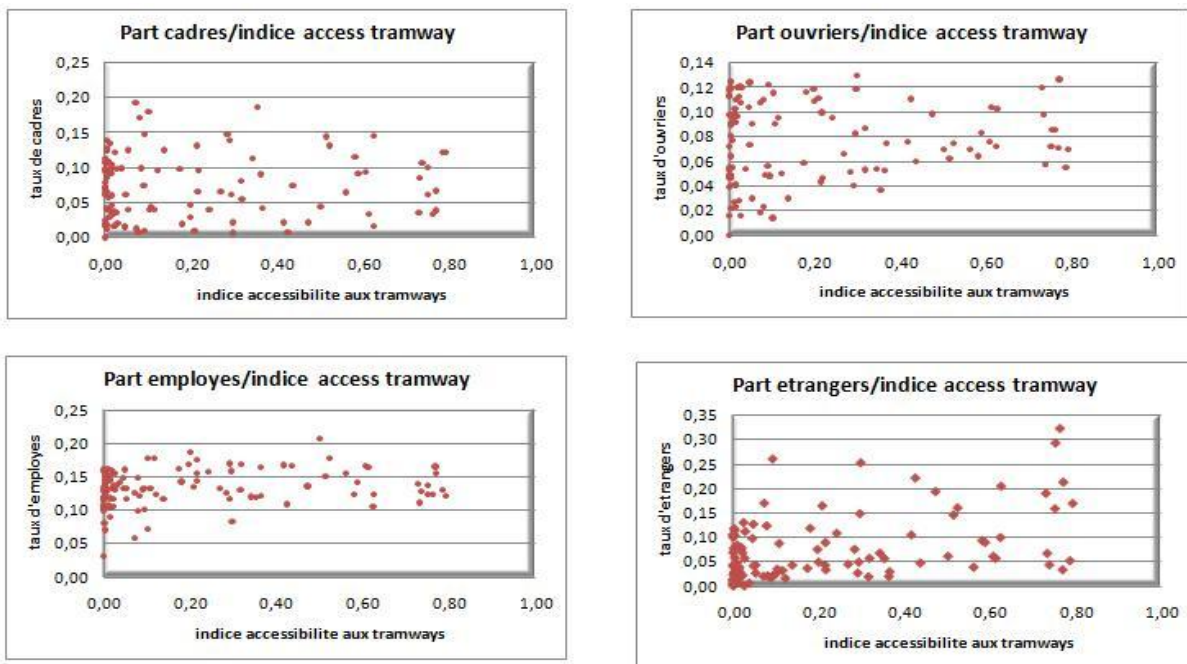 Part cadres/indice access tramway
taux de cadres
0,25
0,20
0,15
0,10
0,05
0,00
0,00 0,20 0,40 0,60 0,80 1,00
indice accessibilite aux tramways
Part ouvriers/indice access tramway
taux d'ouvriers
0,14
0,12
0,10
0,08
0,06
0,04
0,02
0,00
0,00 0,20 0,40 0,60 0,80 1,00
indice accessibilite aux tramways
Part employes/indice access tramway
taux d'employes
0,25
0,20
0,15
0,10
0,05
0,00
0,00 0,20 0,40 0,60 0,80 1,00
indice accessibilite aux tramways
Part etrangers/indice access tramway
taux d'etrangers
0,35
0,30
0,25
0,20
0,15
0,10
0,05
0,00
0,00 0,20 0,40 0,60 0,80 1,00
indice accessibilite aux tramways